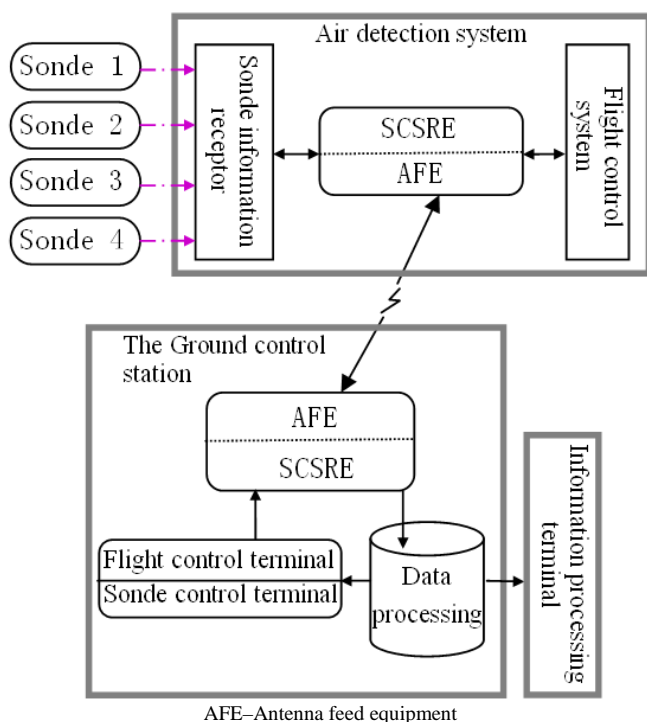 Air detection system
Sonde 1
Sonde 2
Sonde 3
Sonde 4
Sonde information
receptor
SCSRE
AFE
Flight control
system
The Ground control
station
AFE
SCSRE
Flight control terminal
Sonde control terminal
Data
processing
Information processing
terminal
AFE–Antenna feed equipment